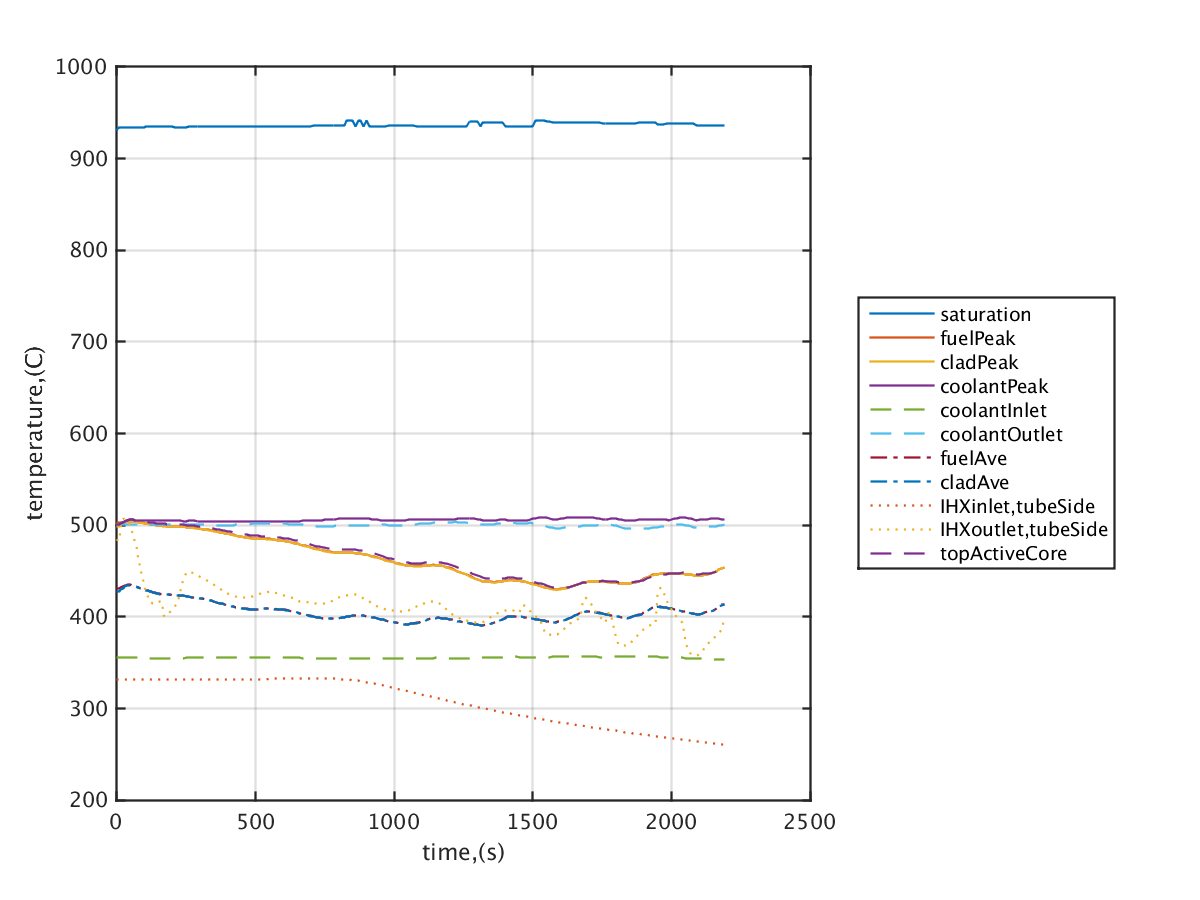 1000
900
800
700
600
500
400
300
200
temperature,(C)
0
500
1000
1500
2000
2500
time,(s)
saturation
fuelPeak
cladPeak
coolantPeak
coolantInlet
coolantOutlet
fuelAve
cladAve
IHXinlet,tubeSide
IHXoutlet,tubeSide
topActiveCore